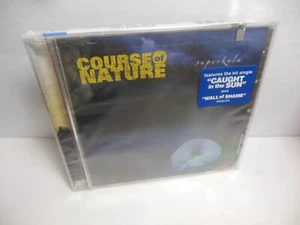 COURSE of
NATURE
superkala
features the hit single
"CAUGHT
in the SUN"
plus
"WALL of SHAME"